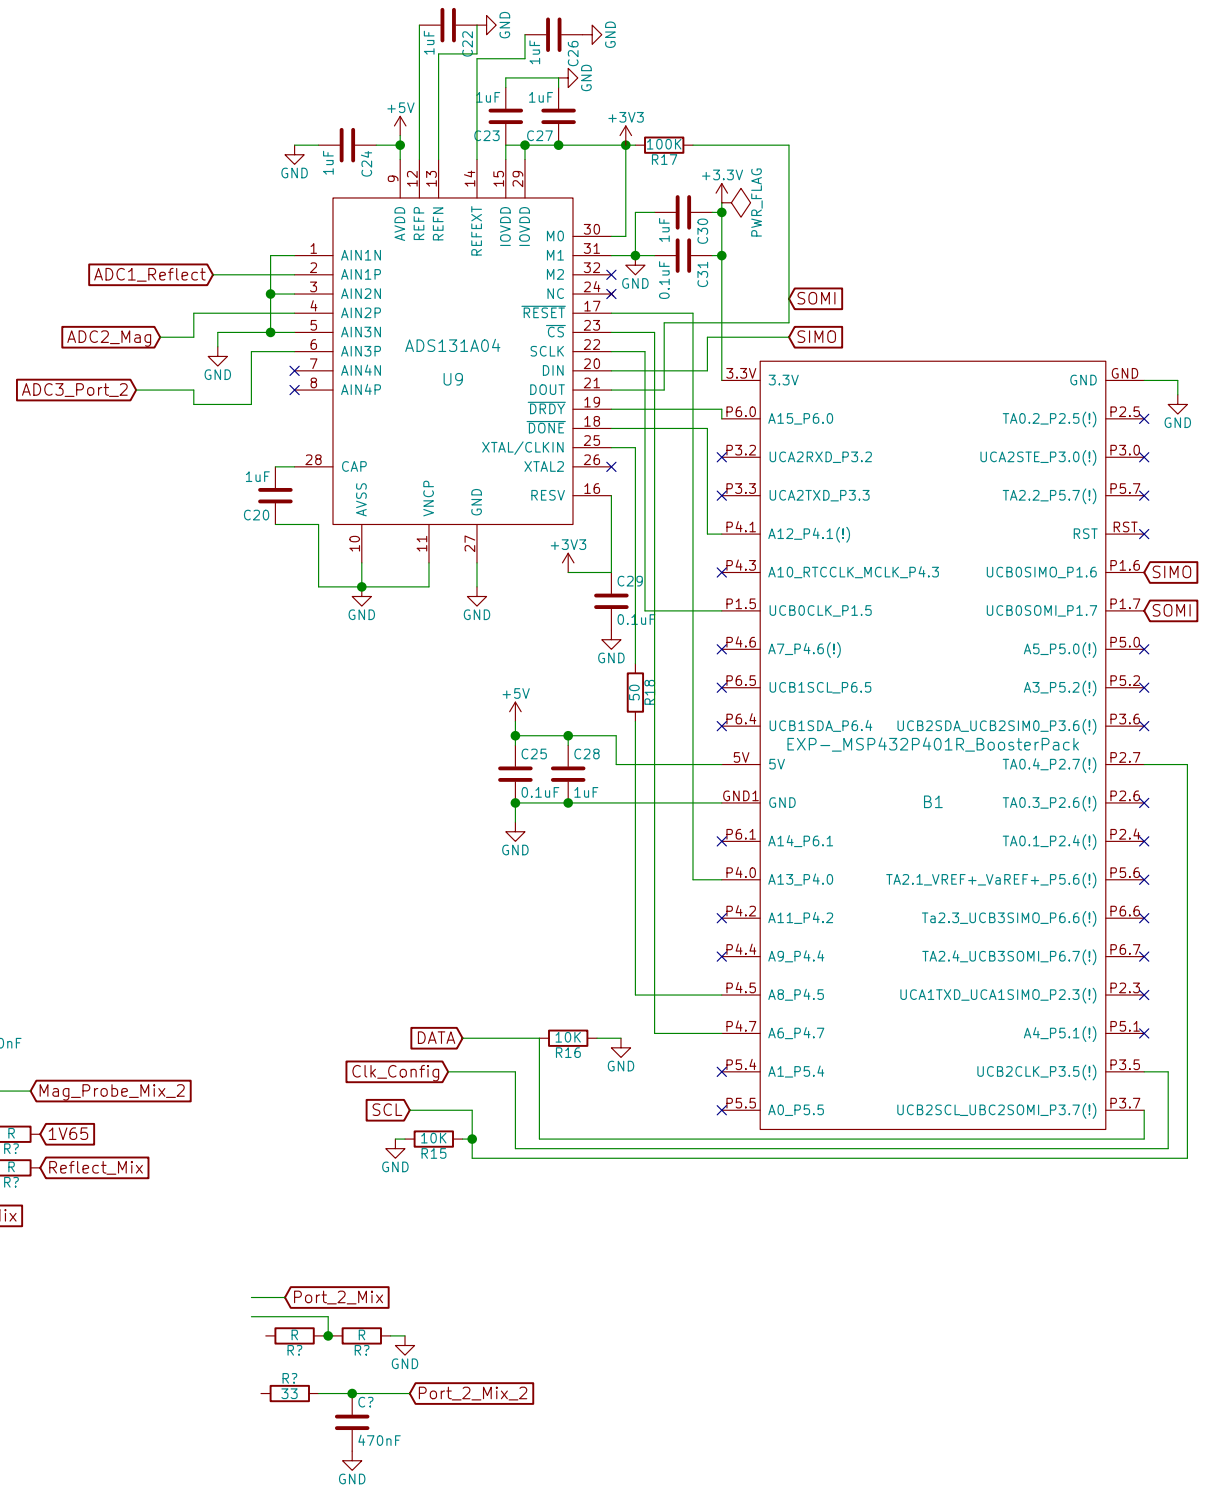 1uF
C22
GND
1uF
C26
GND
GND
+5V
1uF
1uF
C23
C27
+3V3
100K
R17
GND
1uF
C24
+3.3V
PWR_FLAG
9
12
13
14
15
29
AVDD
REFP
REFN
REFEXT
IOVDD
IOVDD
1uF
C30
0.1uF
C31
GND
1 AIN1N
2 AIN1P
3 AIN2N
4 AIN2P
5 AIN3N
6 AIN3P
7 AIN4N
8 AIN4P
28 CAP
M0 30
M1 31
M2 32
NC 24
RESET 17
CS 23
SCLK 22
DIN 20
DOUT 21
DRDY 19
DONE 18
XTAL/CLKIN 25
XTAL2 26
RESV 16
ADS131A04
U9
AVSS
VNCP
GND
10
11
27
ADC1_Reflect
ADC2_Mag
ADC3_Port_2
GND
SOMI
SIMO
1uF
C20
GND
GND
+3V3
C29
0.1uF
GND
50
R18
+5V
C25
0.1uF
C28
1uF
GND
3.3V 3.3V
P6.0 A15_P6.0
P3.2 UCA2RXD_P3.2
P3.3 UCA2TXD_P3.3
P4.1 A12_P4.1(!)
P4.3 A10_RTCCLK_MCLK_P4.3
P1.5 UCB0CLK_P1.5
P4.6 A7_P4.6(!)
P6.5 UCB1SCL_P6.5
P6.4 UCB1SDA_P6.4
5V 5V
GND1 GND
P6.1 A14_P6.1
P4.0 A13_P4.0
P4.2 A11_P4.2
P4.4 A9_P4.4
P4.5 A8_P4.5
P4.7 A6_P4.7
P5.4 A1_P5.4
P5.5 A0_P5.5
EXP-_MSP432P401R_BoosterPack
B1
GND GND
TA0.2_P2.5(!) P2.5
UCA2STE_P3.0(!) P3.0
TA2.2_P5.7(!) P5.7
RST RST
UCB0SIMO_P1.6 P1.6
UCB0SOMI_P1.7 P1.7
A5_P5.0(!) P5.0
A3_P5.2(!) P5.2
UCB2SDA_UCB2SIMO_P3.6(!) P3.6
TA0.4_P2.7(!) P2.7
TA0.3_P2.6(!) P2.6
TA0.1_P2.4(!) P2.4
TA2.1_VREF+_VaREF+_P5.6(!) P5.6
Ta2.3_UCB3SIMO_P6.6(!) P6.6
TA2.4_UCB3SOMI_P6.7(!) P6.7
UCA1TXD_UCA1SIMO_P2.3(!) P2.3
A4_P5.1(!) P5.1
UCB2CLK_P3.5(!) P3.5
UCB2SCL_UBC2SOMI_P3.7(!) P3.7
GND
SIMO
SOMI
DATA
10K
R16
GND
Clk_Config
SCL
10K
R15
GND
0nF
Mag_Probe_Mix_2
R
R?
1V65
R
R?
Reflect_Mix
ix
Port_2_Mix
R
R?
R
R?
GND
R?
33
Port_2_Mix_2
C?
470nF
GND